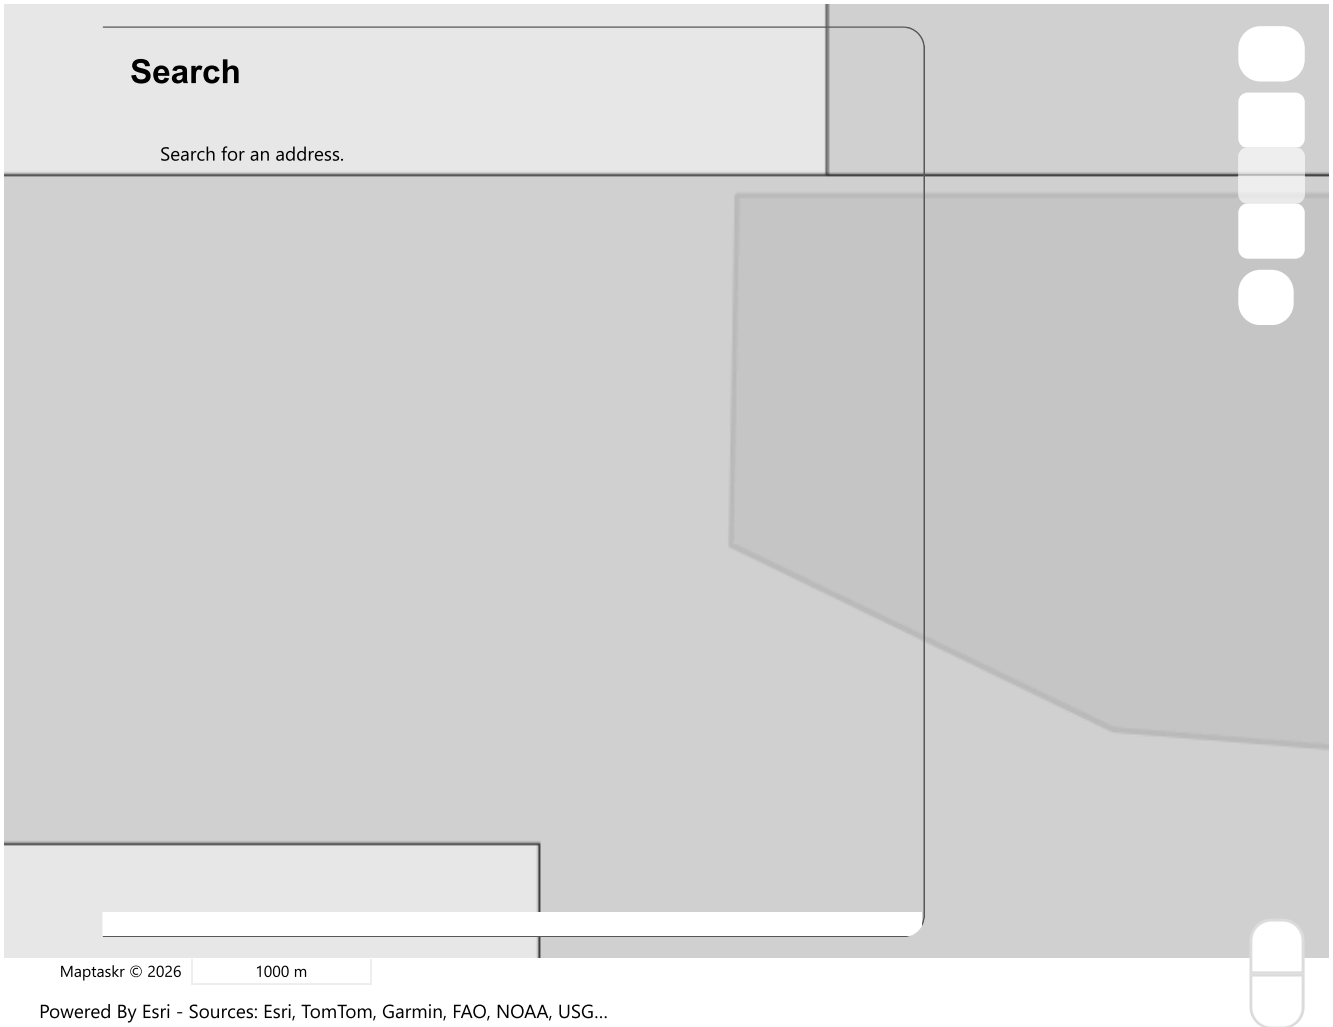 Search
Search for an address.
Maptaskr © 2026
1000 m
Powered By Esri - Sources: Esri, TomTom, Garmin, FAO, NOAA, USG...